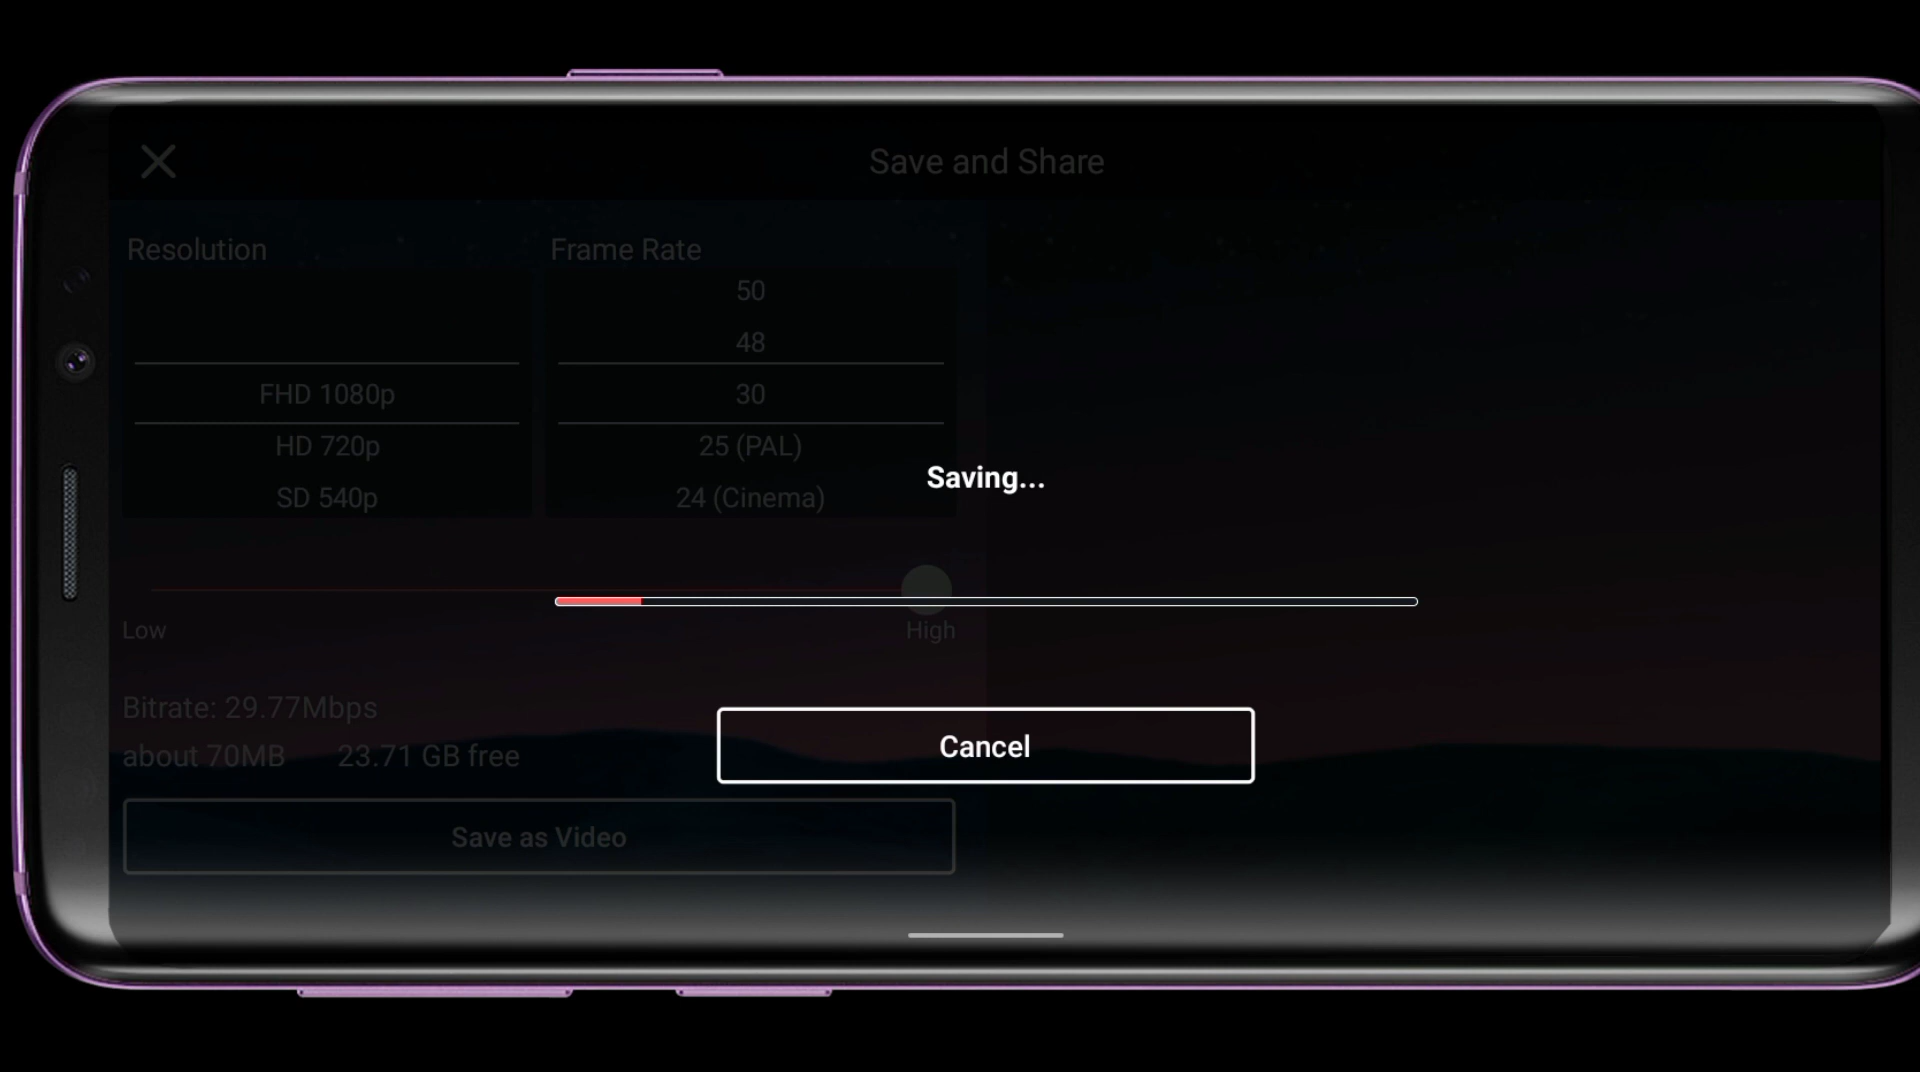 Save and Share
Resolution
Frame Rate
50
48
FHD 1080p
30
HD 720p
25 (PAL)
SD 540p
24 (Cinema)
Saving...
Low
High
Bitrate: 29.77Mbps
about 70MB 23.71 GB free
Cancel
Save as Video